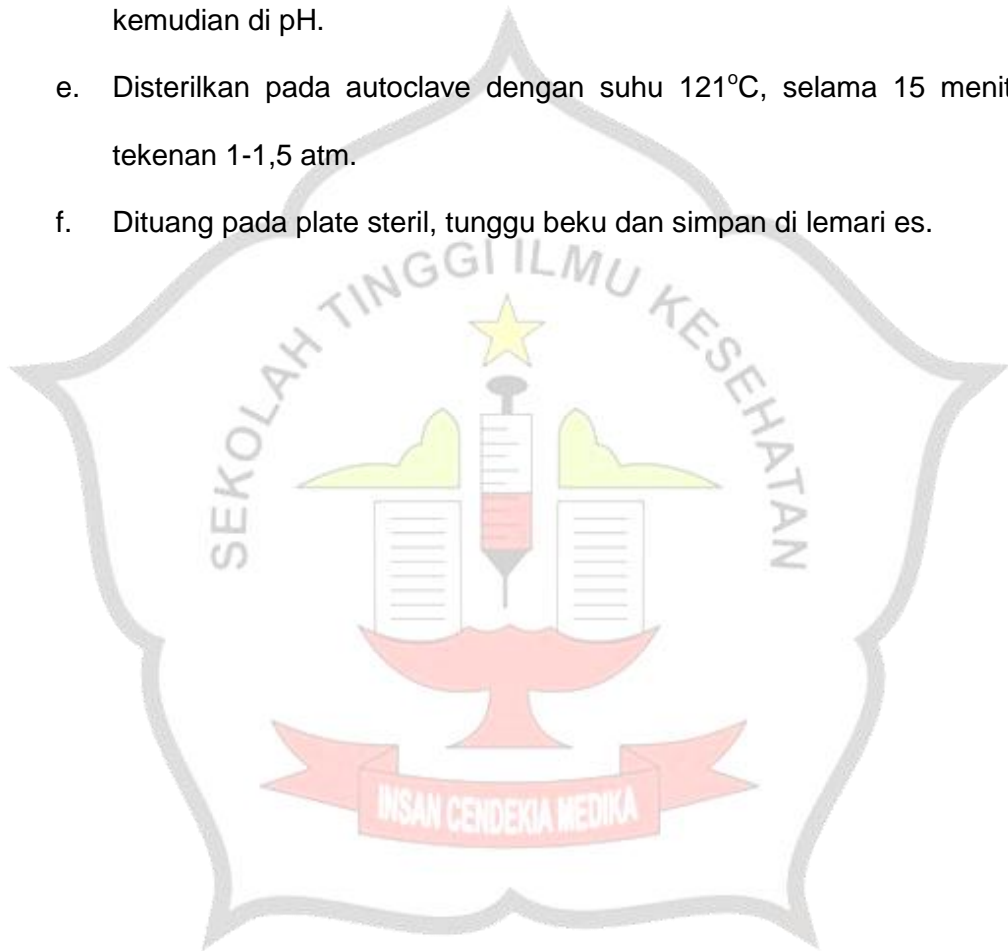 kemudian di pH.
e. Disterilkan pada autoclave dengan suhu 121°C, selama 15 menit
tekenan 1-1,5 atm.
f. Dituang pada plate steril, tunggu beku dan simpan di lemari es.
SEKOLAH TINGGI ILMU KESEHATAN
INSAN CENDEKIA MEDIKA